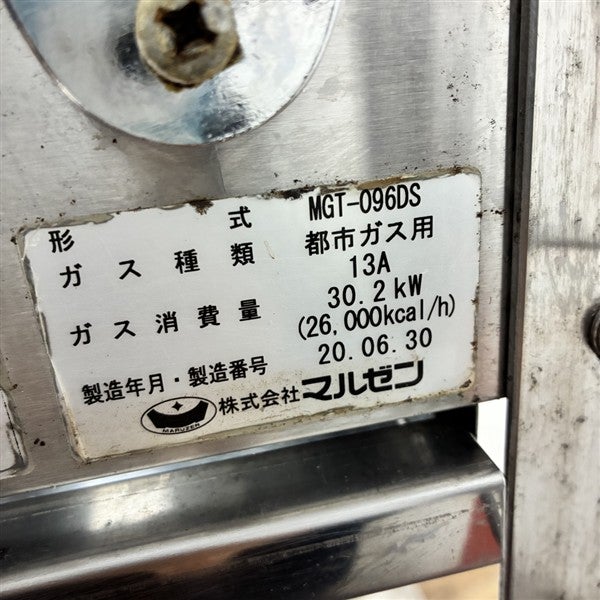 形式 MGT-096DS
ガス種類 都市ガス用
13A
ガス消費量 30.2kW
(26,000kcal/h)
製造年月・製造番号 20.06.30
MARUZEN 株式会社マルゼン